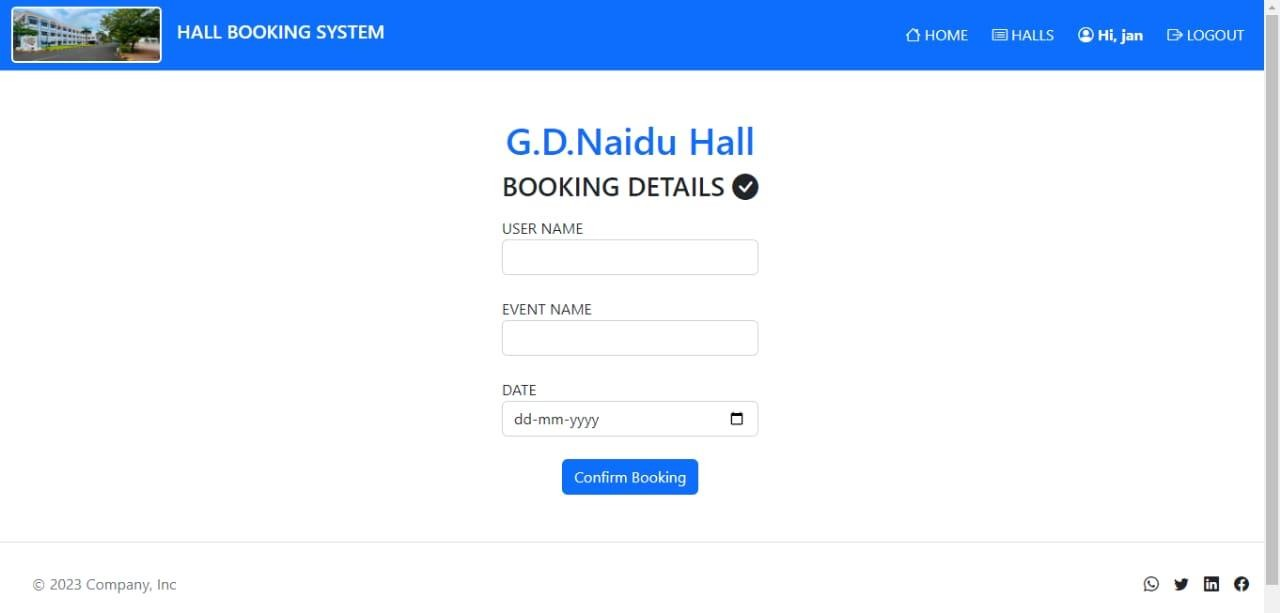 HALL BOOKING SYSTEM
HOME
HALLS
Hi, jan
LOGOUT
G.D.Naidu Hall
BOOKING DETAILS
USER NAME
EVENT NAME
DATE
dd-mm-yyyy
Confirm Booking
© 2023 Company, Inc